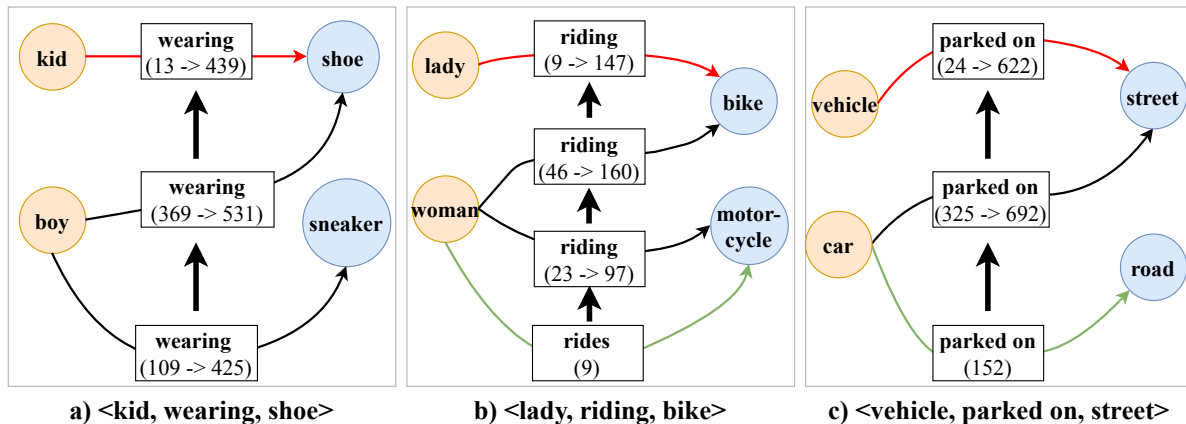 kid
wearing
(13 -> 439)
shoe
wearing
(369 -> 531)
boy
sneaker
wearing
(109 -> 425)
a) <kid, wearing, shoe>
lady
riding
(9 -> 147)
bike
riding
(46 -> 160)
woman
riding
(23 -> 97)
motor-
cycle
rides
(9)
b) <lady, riding, bike>
vehicle
parked on
(24 -> 622)
street
parked on
(325 -> 692)
car
road
parked on
(152)
c) <vehicle, parked on, street>